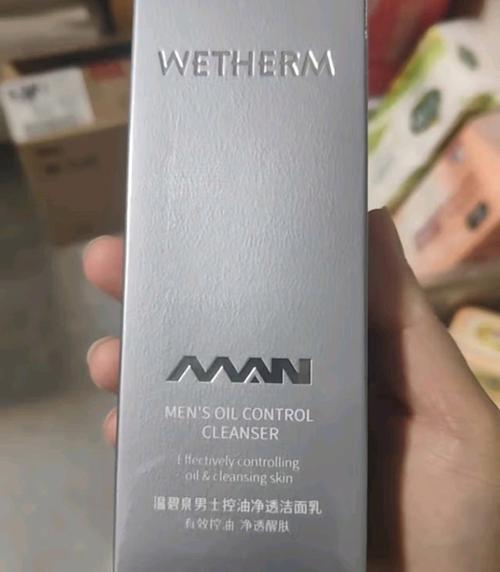 WETHERM
MAN
MEN'S OIL CONTROL
CLEANSER
Effectively controlling
oil & cleansing skin
温碧泉男士控油净透洁面乳
有效控油 净透醒肤